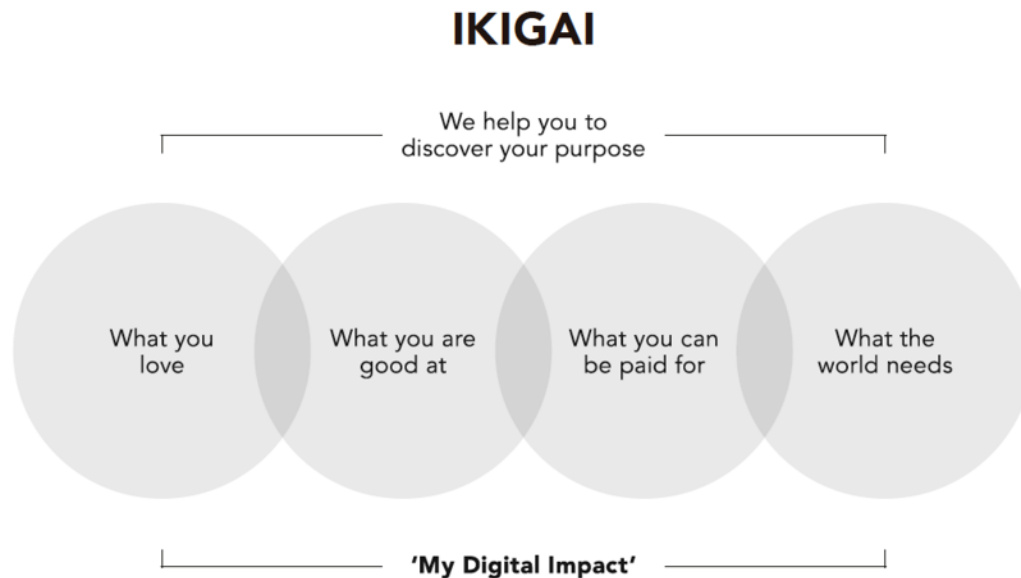 IKIGAI
We help you to
discover your purpose
What you
love
What you are
good at
What you can
be paid for
What the
world needs
‘My Digital Impact’